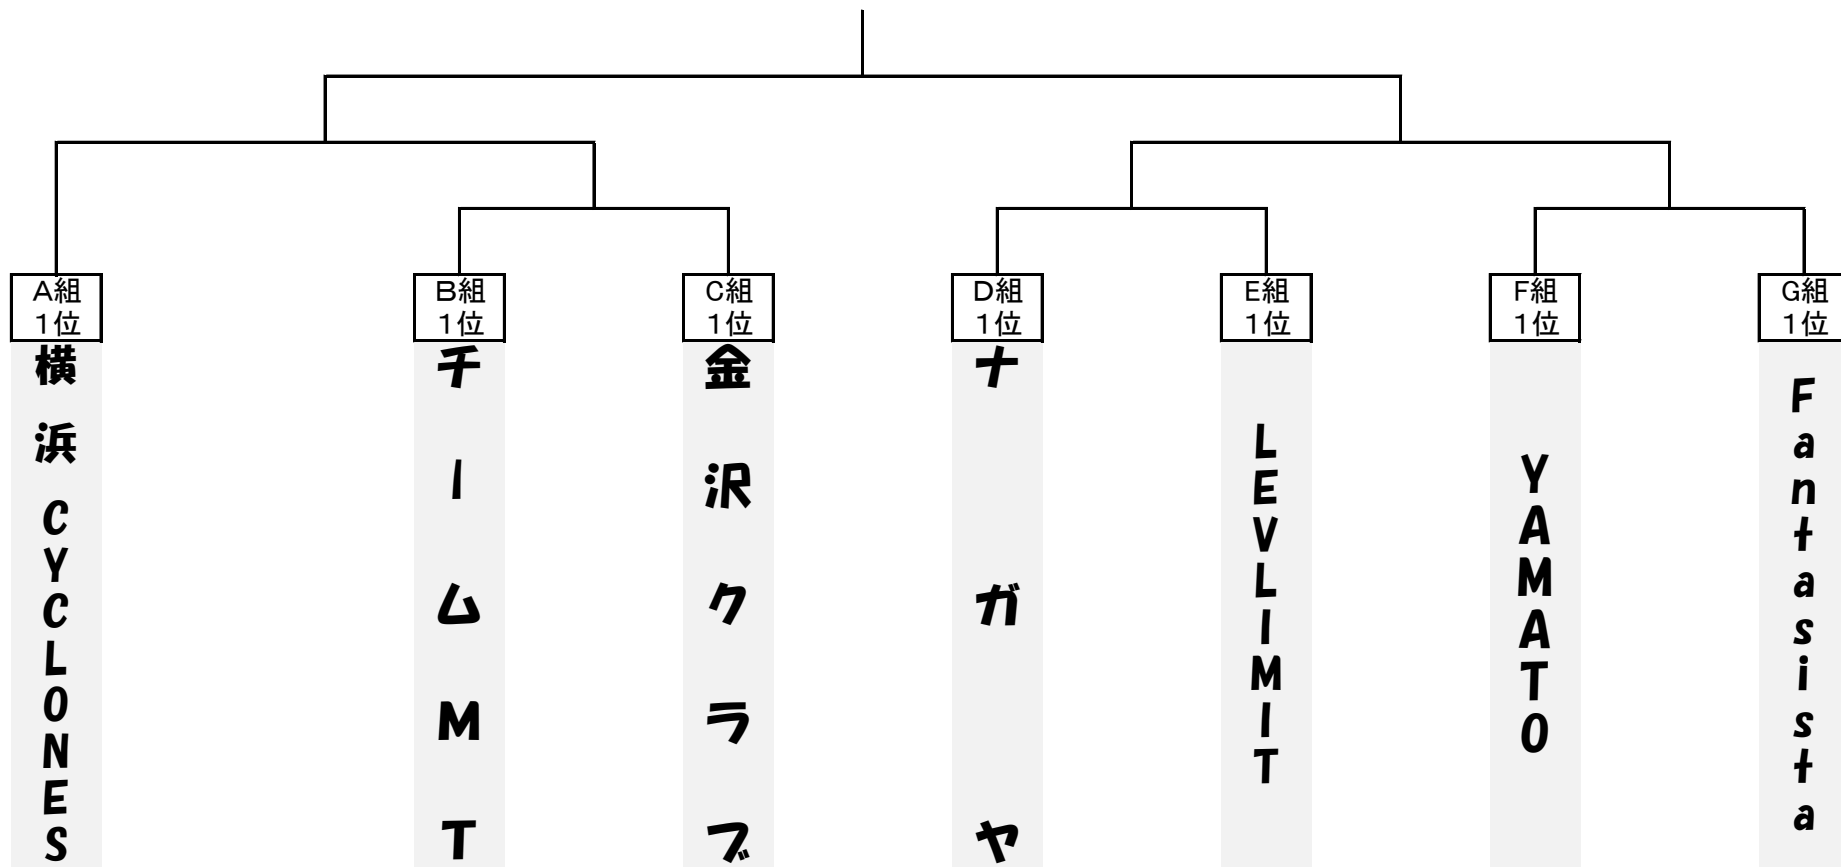 A組
1位
横浜CYCLONES
B組
1位
チームMT
C組
1位
金沢クラブ
D組
1位
ナガヤ
E組
1位
LEVLIMIT
F組
1位
YAMATO
G組
1位
Fantasista